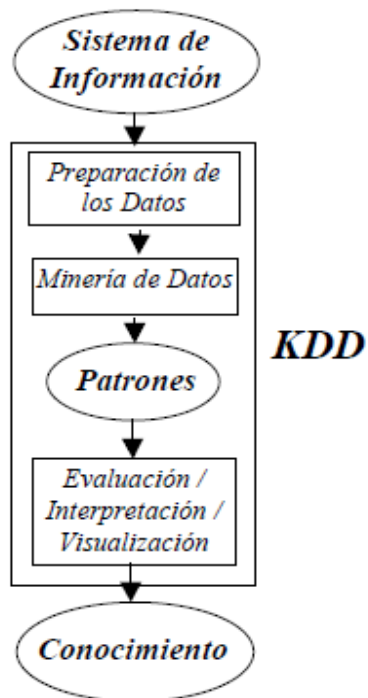 Sistema de
Información
Preparación de
los Datos
Minería de Datos
KDD
Patrones
Evaluación /
Interpretación /
Visualización
Conocimiento